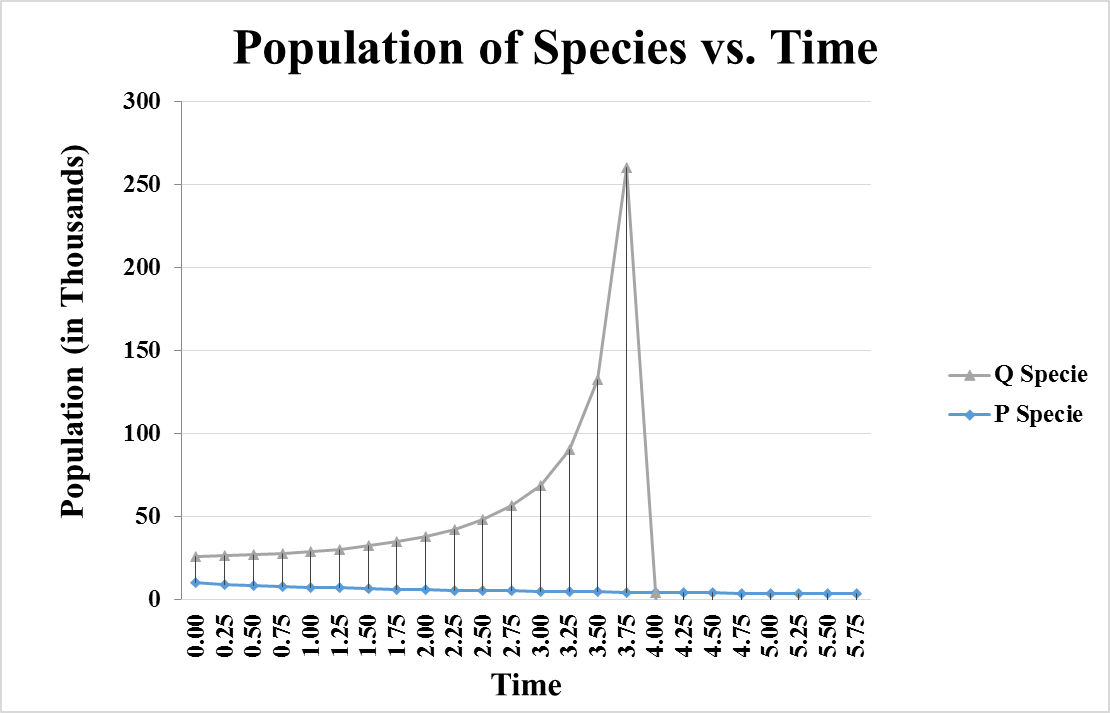 Population of Species vs. Time
Population (in Thousands)
300
250
200
150
100
50
0
0.00 0.25 0.50 0.75 1.00 1.25 1.50 1.75 2.00 2.25 2.50 2.75 3.00 3.25 3.50 3.75 4.00 4.25 4.50 4.75 5.00 5.25 5.50 5.75
Time
Q Specie
P Specie